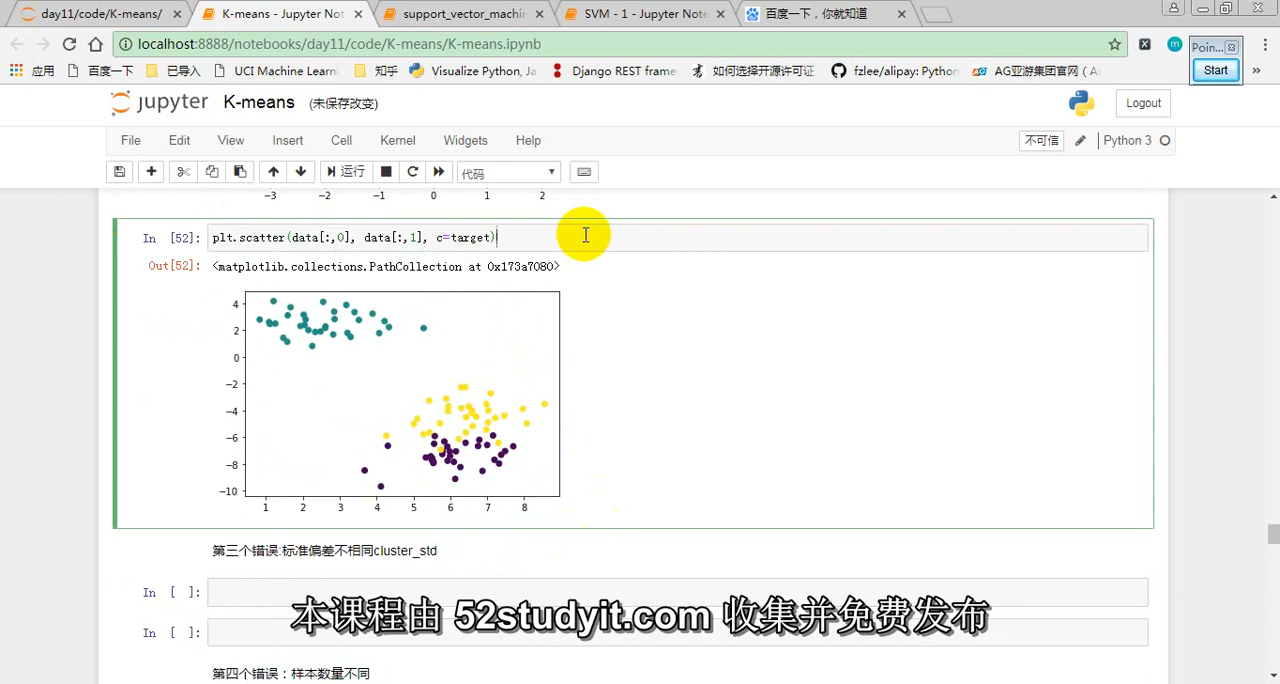 day11/code/K-means/
K-means - Jupyter Not
support_vector_machin
SVM - 1 - Jupyter Note
百度一下，你就知道
localhost:8888/notebooks/day11/code/K-means/K-means.ipynb
应用
百度一下
已导入
UCI Machine Learni
知乎
Visualize Python, Ja
Django REST frame
如何选择开源许可证
fzlee/alipay: Python
AG亚游集团官网（A
»
Poin...
Start
jupyter
K-means
(未保存改变)
Logout
File
Edit
View
Insert
Cell
Kernel
Widgets
Help
不可信
Python 3
运行
代码
−3 −2 −1 0 1 2
In [52]:
plt.scatter(data[:,0], data[:,1], c=target)
Out[52]:
<matplotlib.collections.PathCollection at 0x173a7080>
4
2
0
−2
−4
−6
−8
−10
1 2 3 4 5 6 7 8
第三个错误:标准偏差不相同cluster_std
In [ ]:
In [ ]:
本课程由 52studyit.com 收集并免费发布
第四个错误：样本数量不同